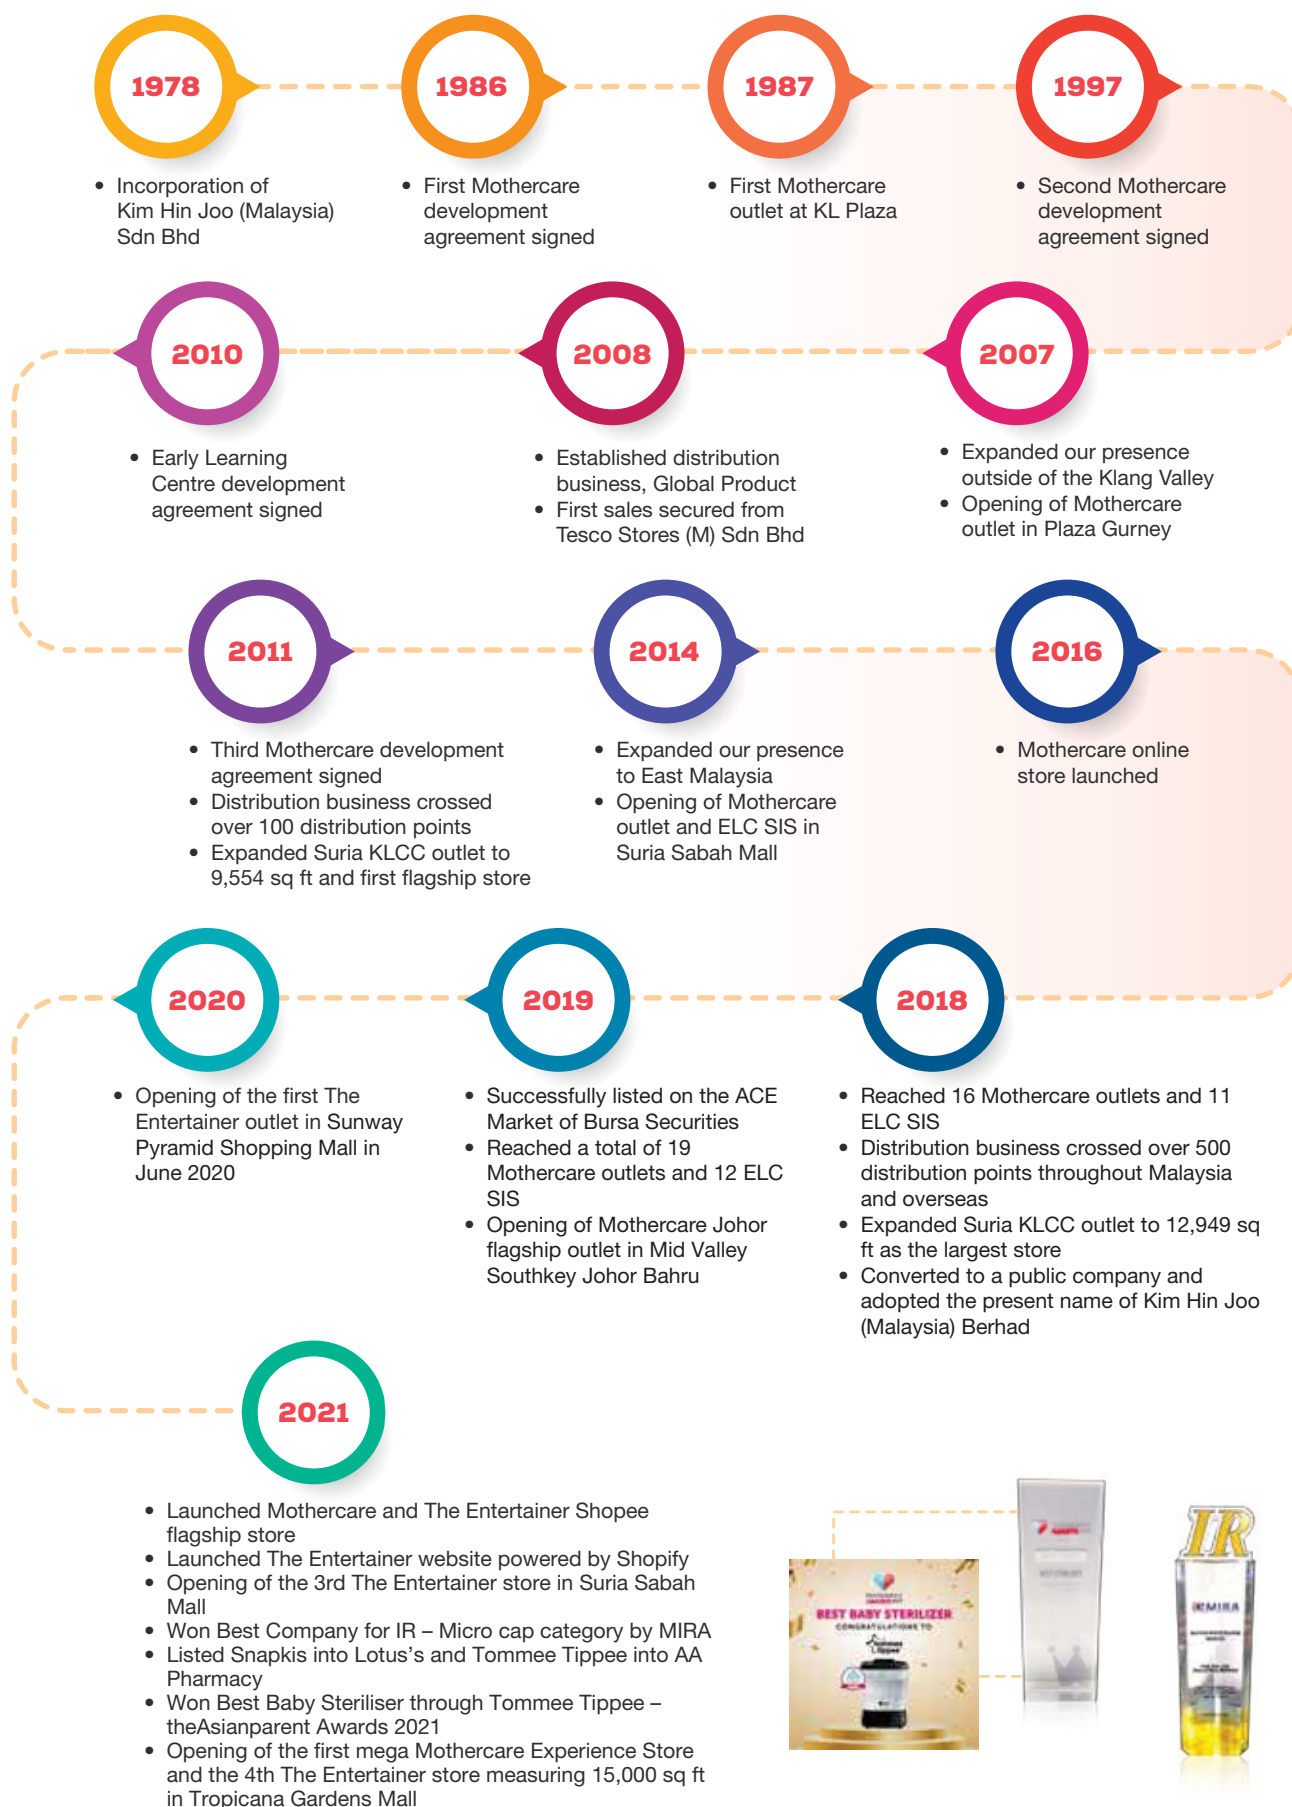 1978
1986
1987
1997
• Incorporation of
Kim Hin Joo (Malaysia)
Sdn Bhd
• First Mothercare
development
agreement signed
• First Mothercare
outlet at KL Plaza
• Second Mothercare
development
agreement signed
2007
2008
2010
• Expanded our presence
outside of the Klang Valley
• Opening of Mothercare
outlet in Plaza Gurney
• Established distribution
business, Global Product
• First sales secured from
Tesco Stores (M) Sdn Bhd
• Early Learning
Centre development
agreement signed
2011
2014
2016
• Third Mothercare development
agreement signed
• Distribution business crossed
over 100 distribution points
• Expanded Suria KLCC outlet to
9,554 sq ft and first flagship store
• Expanded our presence
to East Malaysia
• Opening of Mothercare
outlet and ELC SIS in
Suria Sabah Mall
• Mothercare online
store launched
2018
2019
2020
• Reached 16 Mothercare outlets and 11
ELC SIS
• Distribution business crossed over 500
distribution points throughout Malaysia
and overseas
• Expanded Suria KLCC outlet to 12,949 sq
ft as the largest store
• Converted to a public company and
adopted the present name of Kim Hin Joo
(Malaysia) Berhad
• Successfully listed on the ACE
Market of Bursa Securities
• Reached a total of 19
Mothercare outlets and 12 ELC
SIS
• Opening of Mothercare Johor
flagship outlet in Mid Valley
Southkey Johor Bahru
• Opening of the first The
Entertainer outlet in Sunway
Pyramid Shopping Mall in
June 2020
2021
• Launched Mothercare and The Entertainer Shopee
flagship store
• Launched The Entertainer website powered by Shopify
• Opening of the 3rd The Entertainer store in Suria Sabah
Mall
• Won Best Company for IR – Micro cap category by MIRA
• Listed Snapkis into Lotus's and Tommee Tippee into AA
Pharmacy
• Won Best Baby Steriliser through Tommee Tippee –
theAsianparent Awards 2021
• Opening of the first mega Mothercare Experience Store
and the 4th The Entertainer store measuring 15,000 sq ft
in Tropicana Gardens Mall
BEST BABY STERILIZER
CONGRATULATIONS TO
tommee
tippee
IR
MIRA